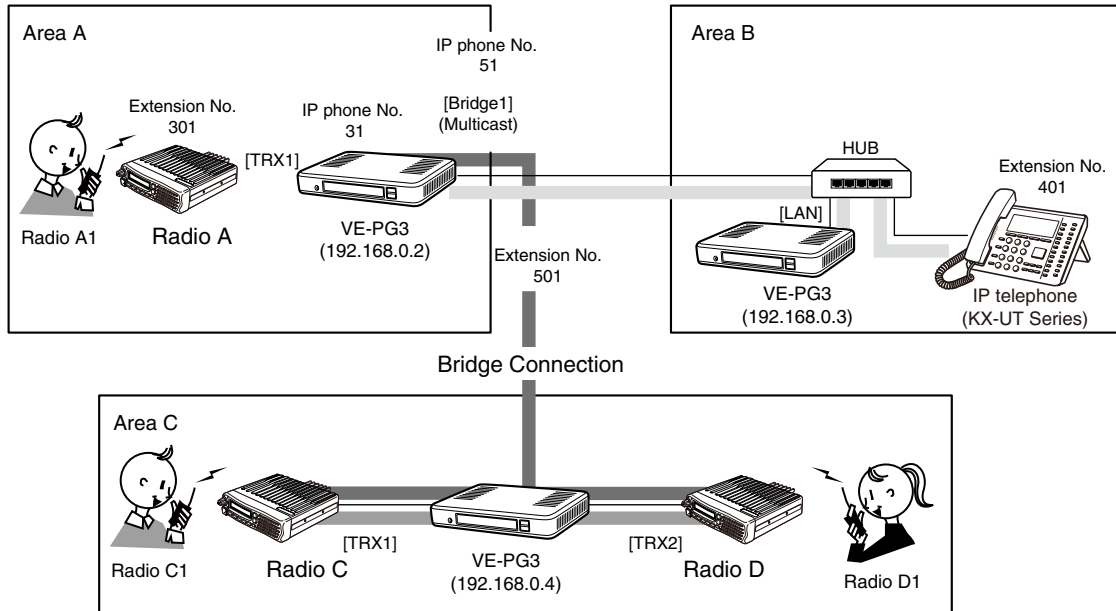 Area A
IP phone No.
51
[Bridge1]
(Multicast)
Extension No.
301
IP phone No.
31
[TRX1]
Radio A1
Radio A
VE-PG3
(192.168.0.2)
Extension No.
501
Area B
HUB
Extension No.
401
[LAN]
VE-PG3
(192.168.0.3)
IP telephone
(KX-UT Series)
Bridge Connection
Area C
Radio C1
Radio C
[TRX1]
VE-PG3
(192.168.0.4)
[TRX2]
Radio D
Radio D1